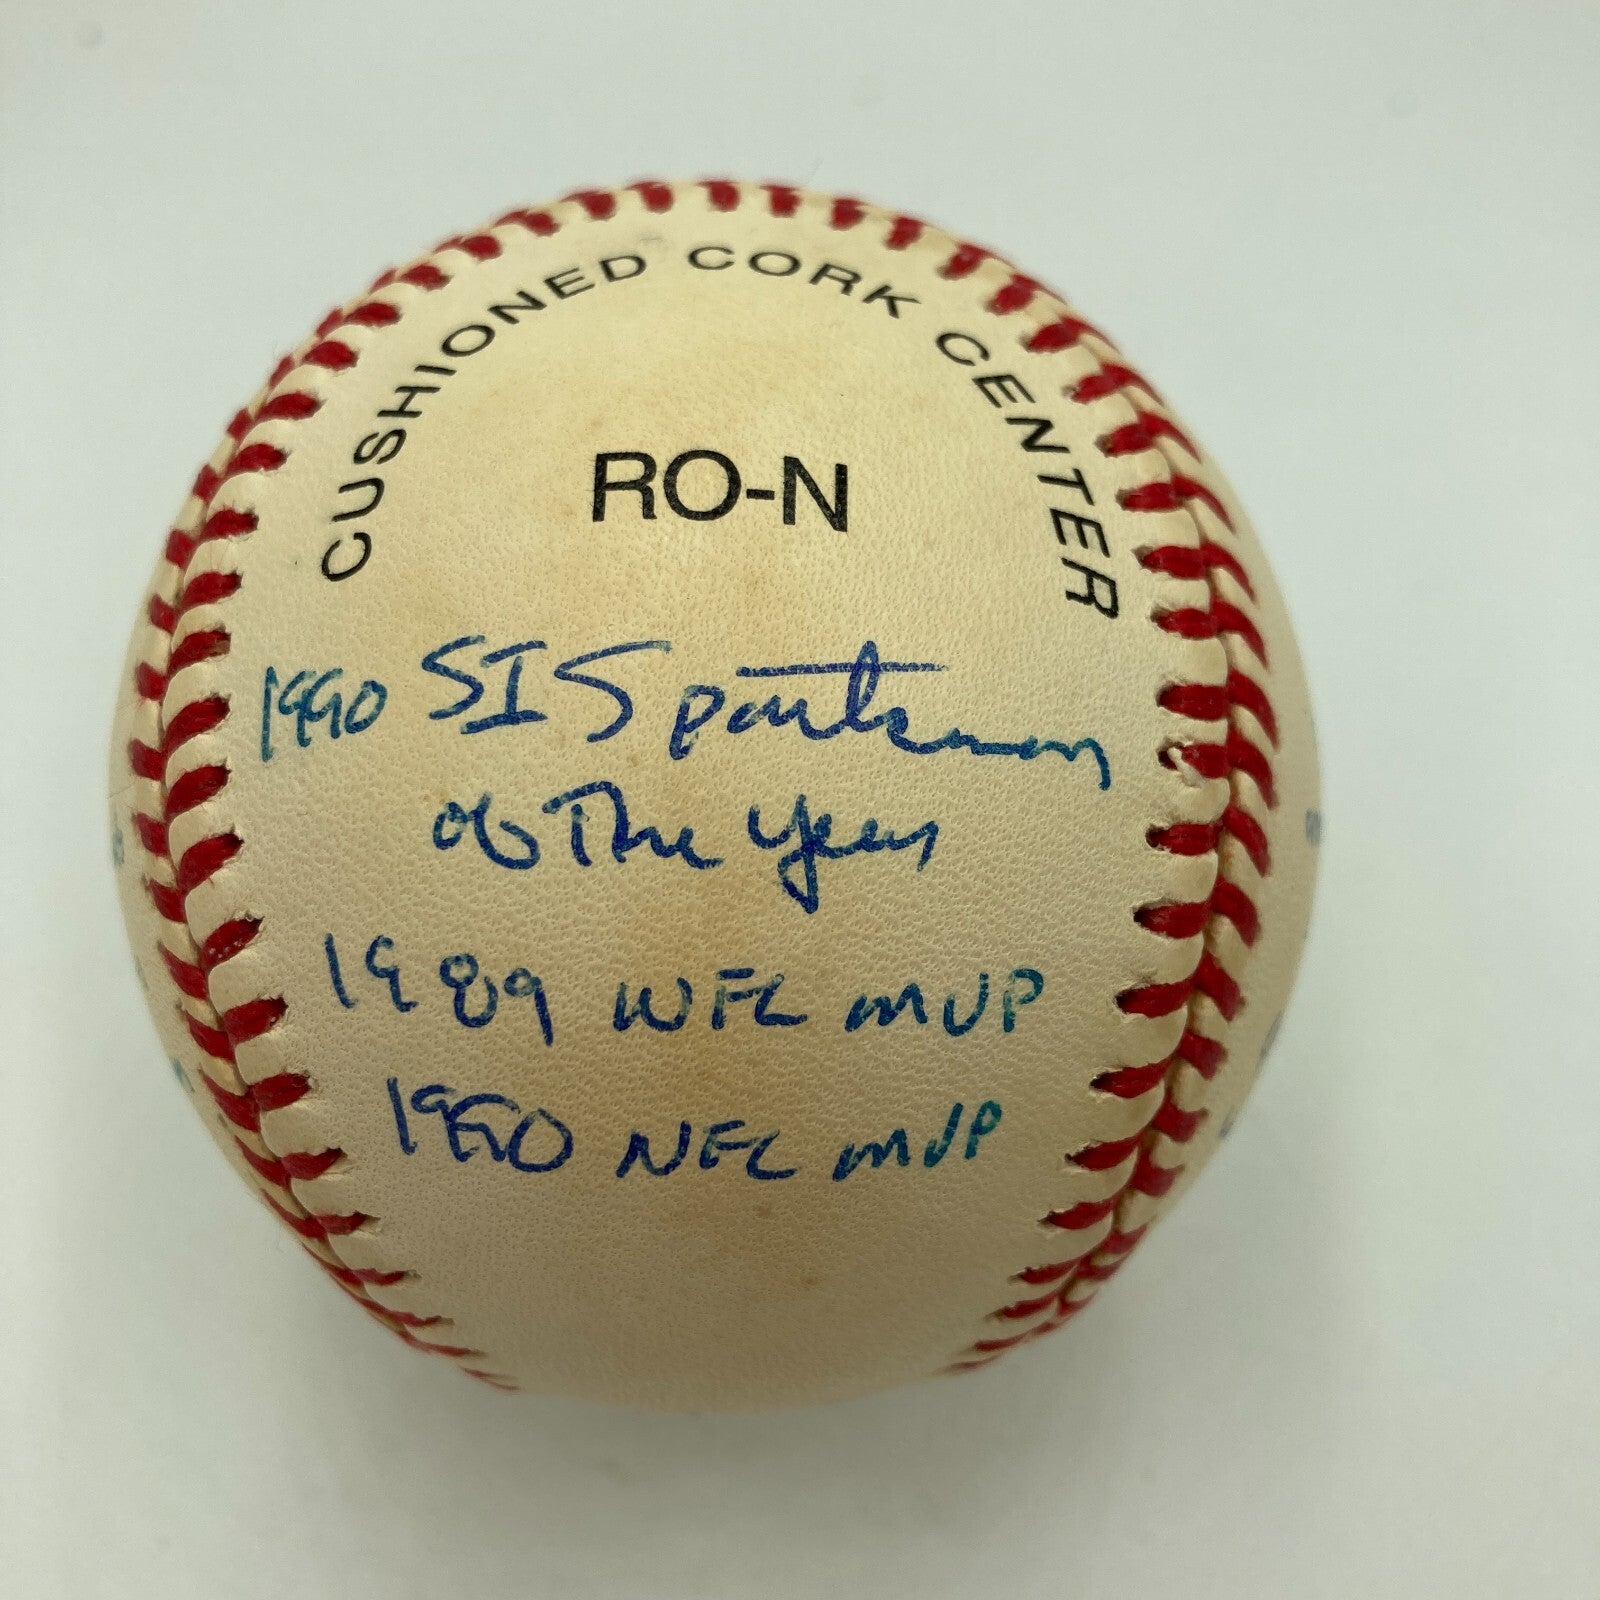 CUSHIONED CORK CENTER
RO-N
1990 SI Sportsman
of The Year
1989 NFL MVP
1990 NFL MVP